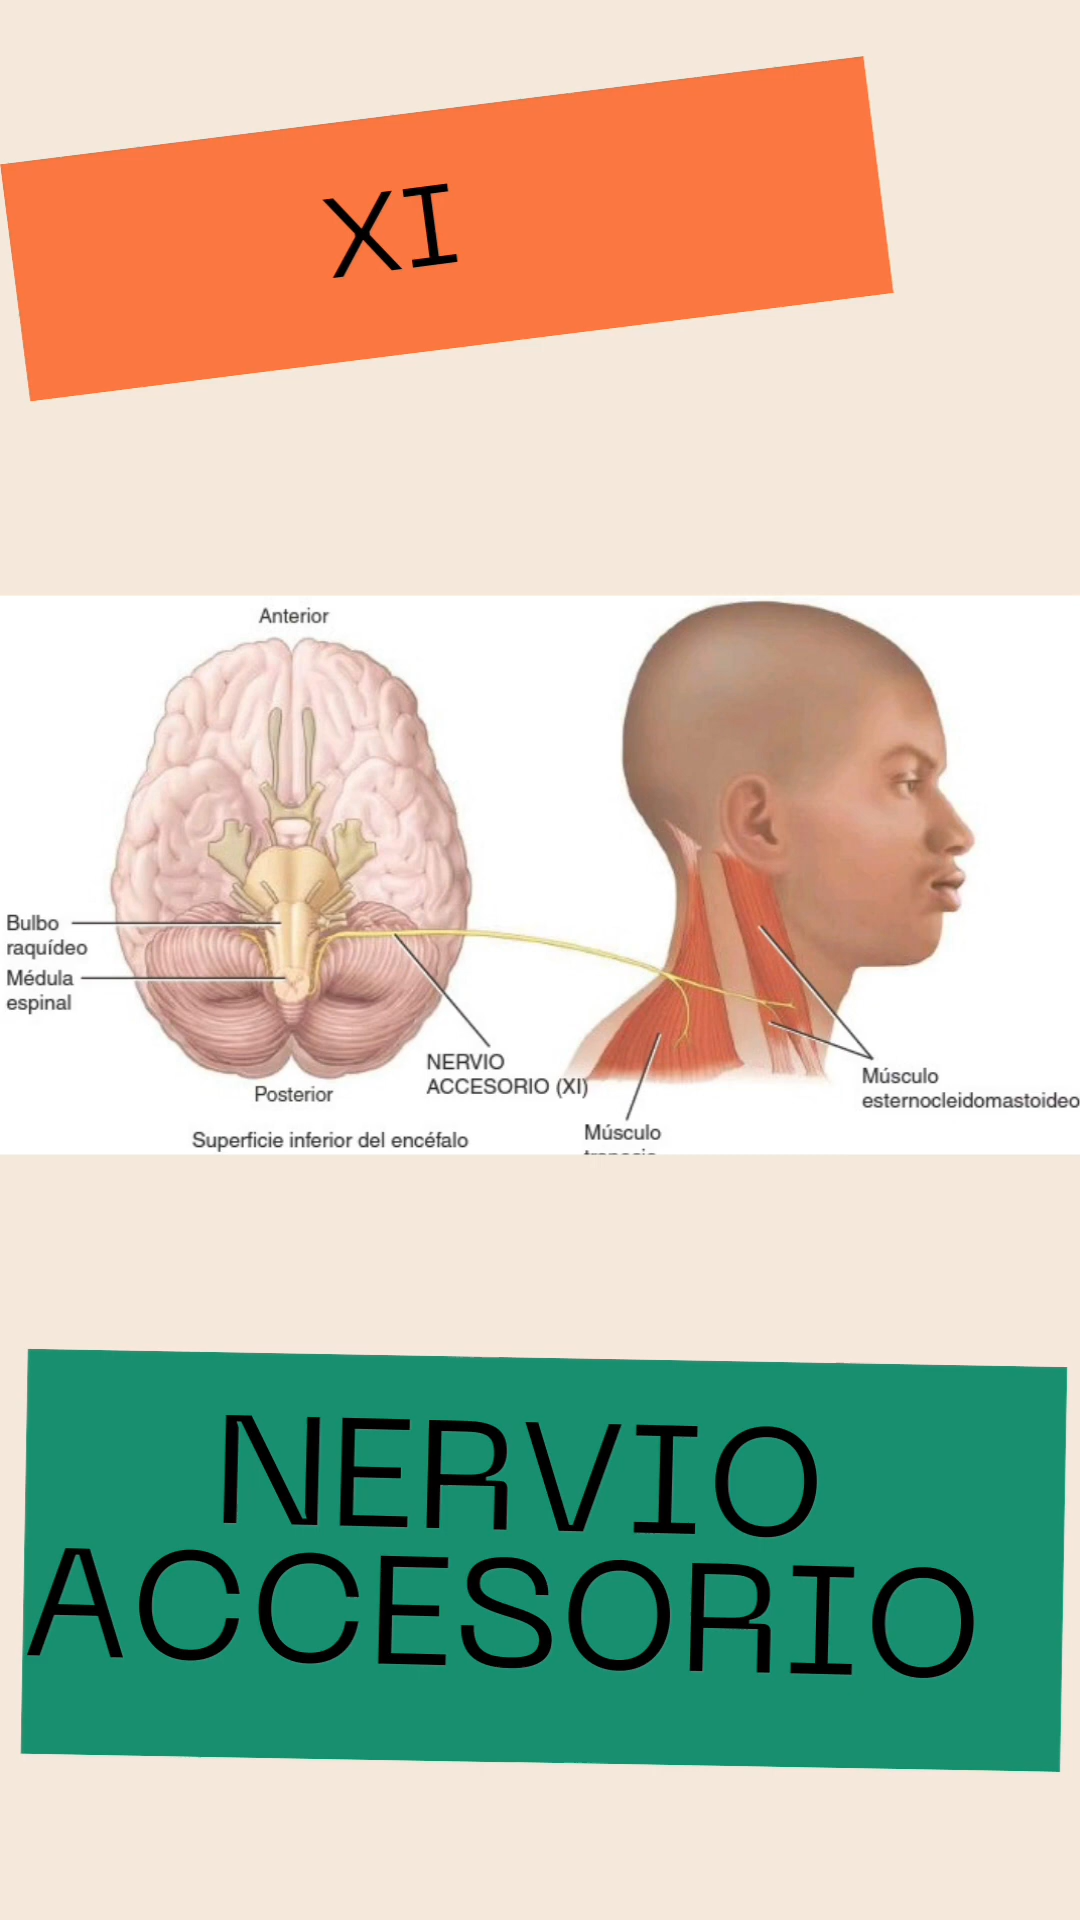 XI
Anterior
Bulbo
raquídeo
Médula
espinal
NERVIO
ACCESORIO (XI)
Posterior
Superficie inferior del encéfalo
Músculo
Músculo
esternocleidomastoideo
NERVIO
ACCESORIO